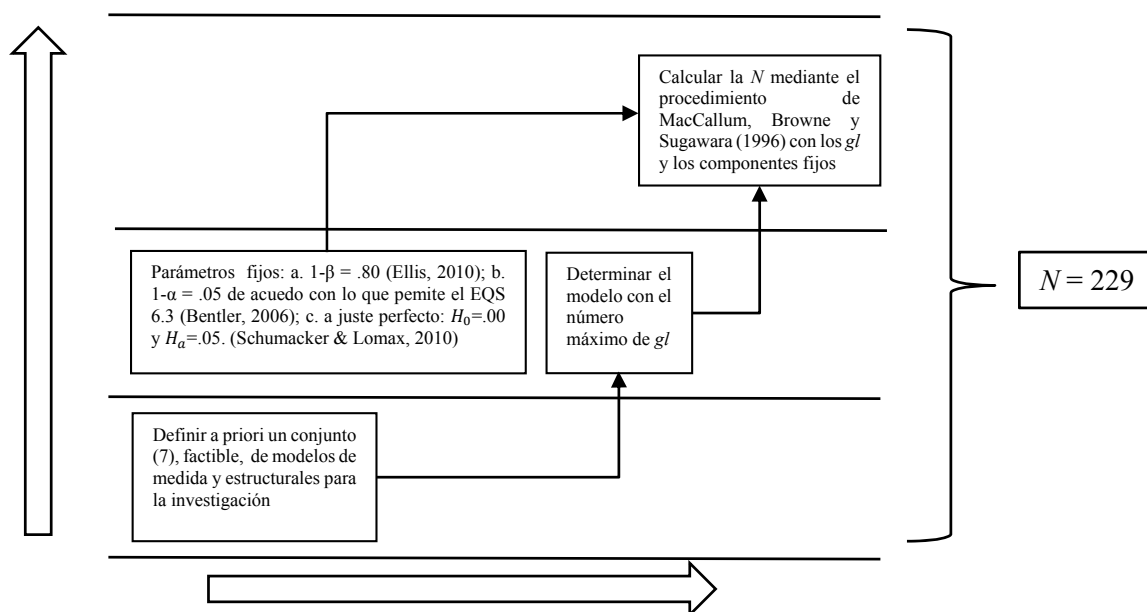 Calcular la N mediante el
procedimiento de
MacCallum, Browne y
Sugawara (1996) con los gl
y los componentes fijos
Parámetros fijos: a. 1-β = .80 (Ellis, 2010); b.
1-α = .05 de acuedo con lo que pemite el EQS
6.3 (Bentler, 2006); c. a juste perfecto: H₀=.00
y Hₐ=.05. (Schumacker & Lomax, 2010)
Determinar el
modelo con el
número
máximo de gl
N = 229
Definir a priori un conjunto
(7), factible, de modelos de
medida y estructurales para
la investigación